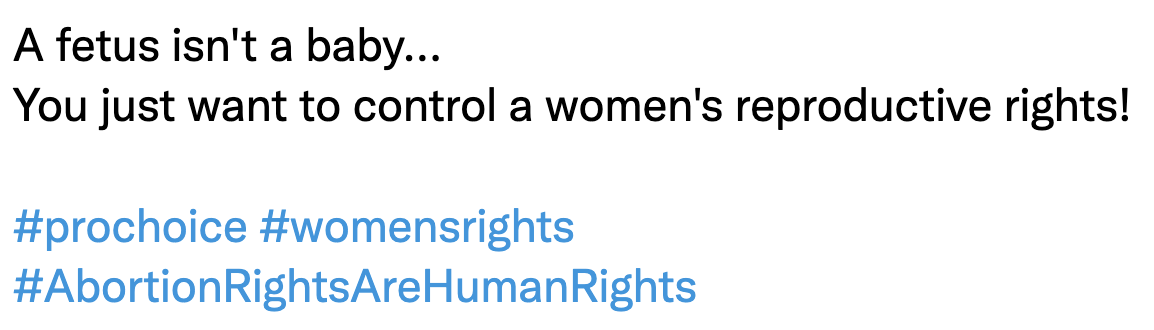 A fetus isn't a baby...
You just want to control a women's reproductive rights!
#prochoice #womensrights
#AbortionRightsAreHumanRights